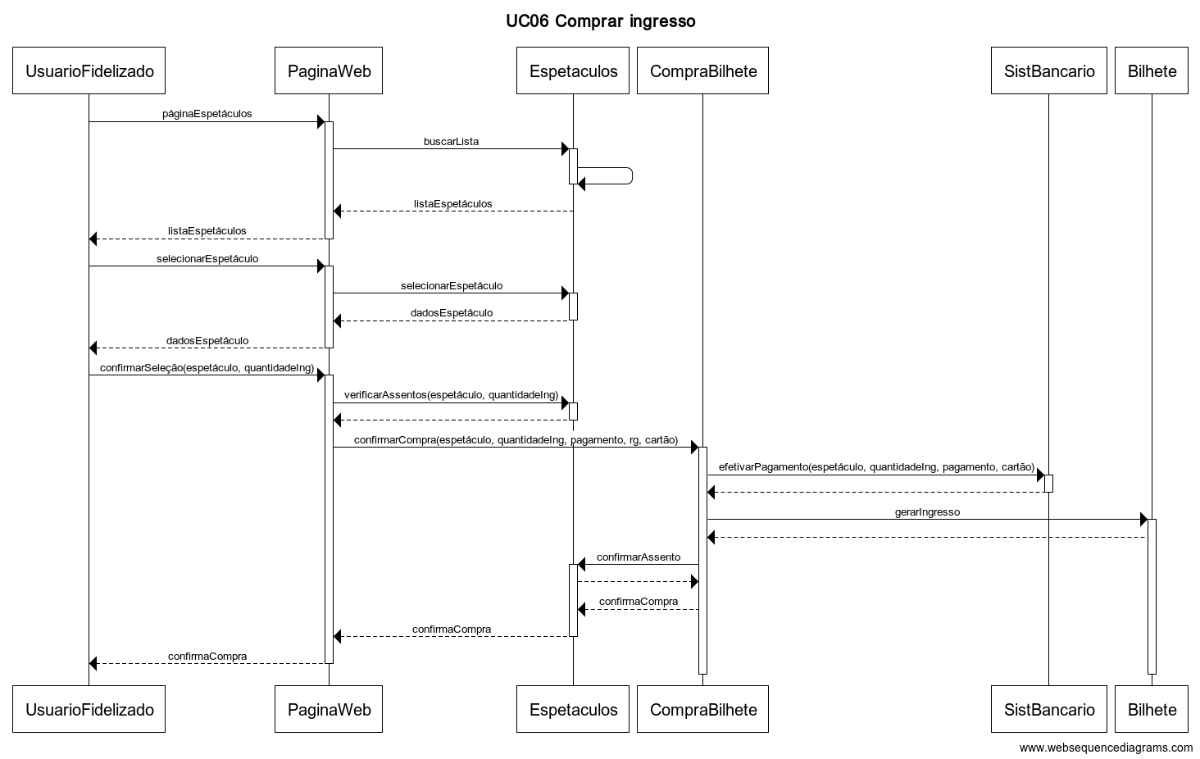 UC06 Comprar ingresso
UsuarioFidelizado
PaginaWeb
Espetaculos
CompraBilhete
SistBancario
Bilhete
páginaEspetáculos
buscarLista
listaEspetáculos
listaEspetáculos
selecionarEspetáculo
selecionarEspetáculo
dadosEspetáculo
dadosEspetáculo
confirmarSeleção(espetáculo, quantidadeIng)
verificarAssentos(espetáculo, quantidadeIng)
confirmarCompra(espetáculo, quantidadeIng, pagamento, rg, cartão)
efetivarPagamento(espetáculo, quantidadeIng, pagamento, cartão)
gerarIngresso
confirmarAssento
confirmaCompra
confirmaCompra
confirmaCompra
UsuarioFidelizado
PaginaWeb
Espetaculos
CompraBilhete
SistBancario
Bilhete
www.websequencediagrams.com